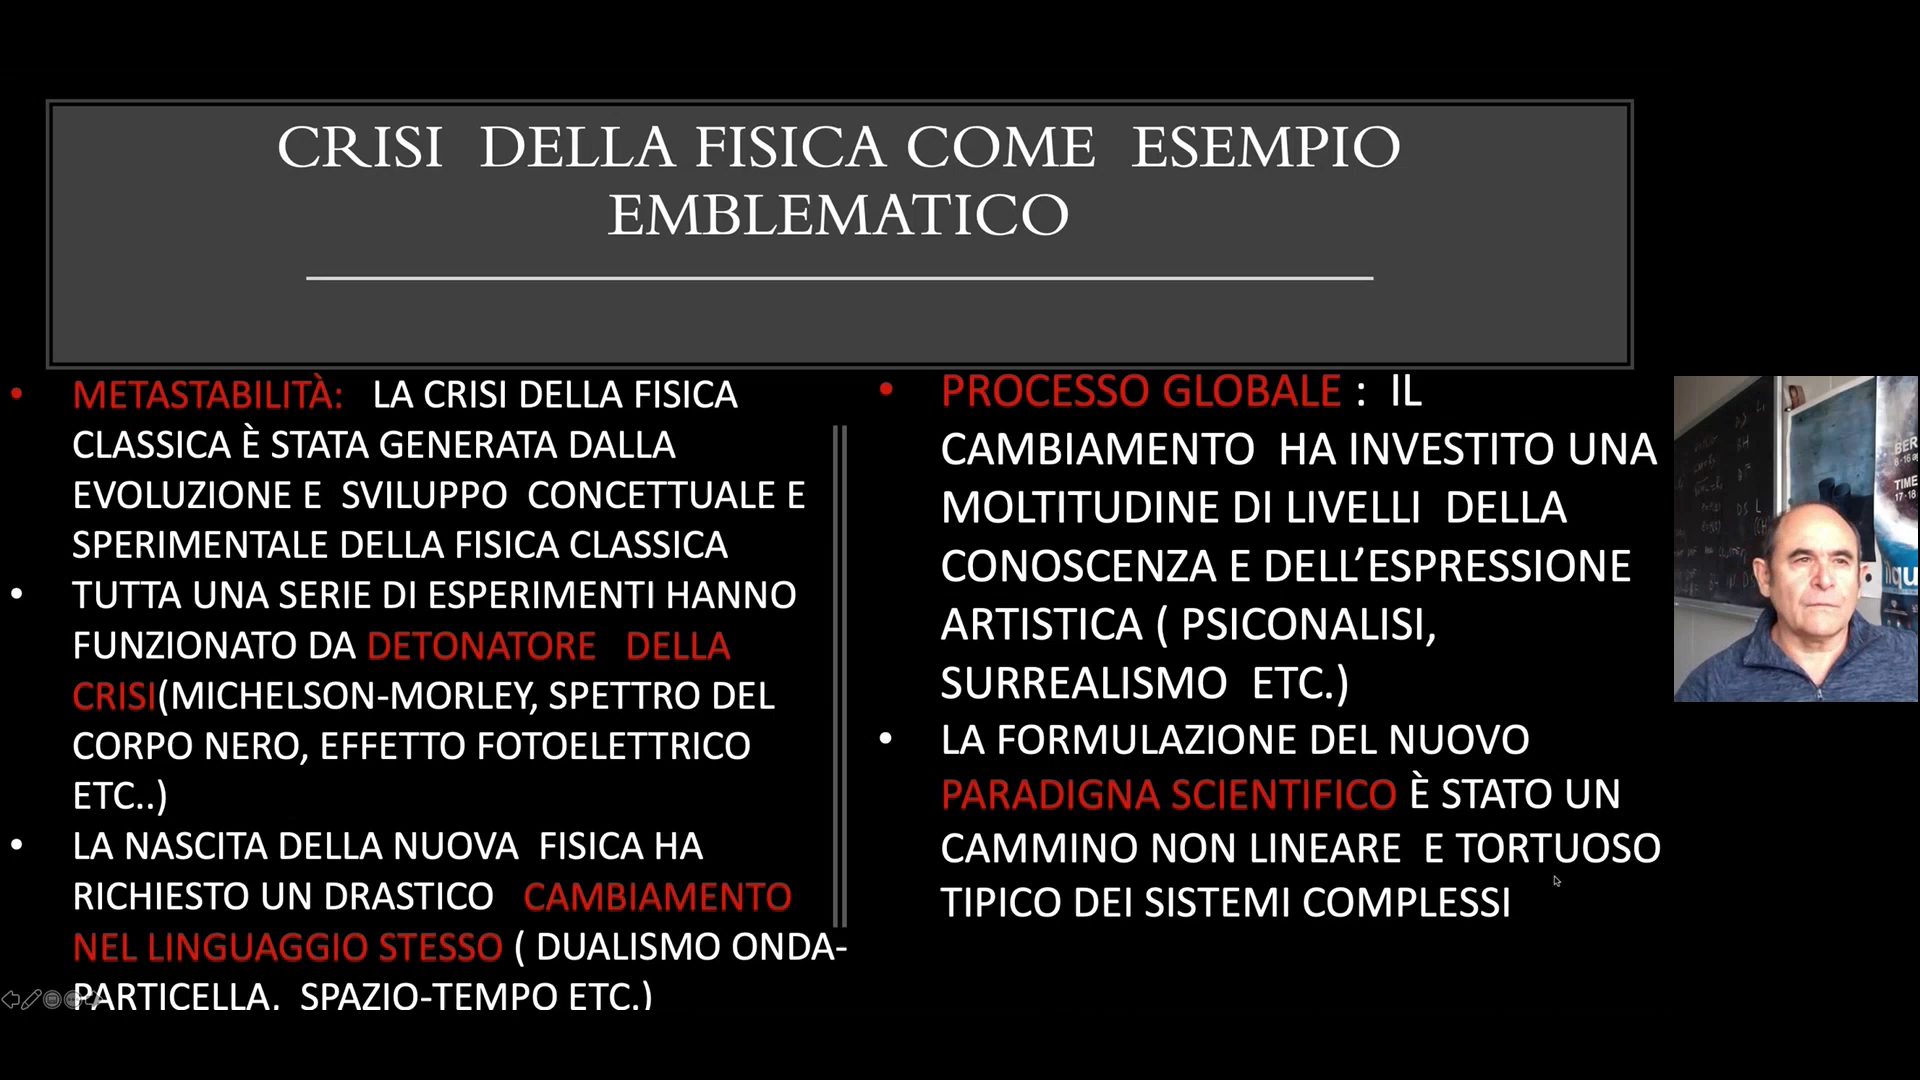 CRISI DELLA FISICA COME ESEMPIO
EMBLEMATICO
• METASTABILITÀ: LA CRISI DELLA FISICA
CLASSICA È STATA GENERATA DALLA
EVOLUZIONE E SVILUPPO CONCETTUALE E
SPERIMENTALE DELLA FISICA CLASSICA
• TUTTA UNA SERIE DI ESPERIMENTI HANNO
FUNZIONATO DA DETONATORE DELLA
CRISI(MICHELSON-MORLEY, SPETTRO DEL
CORPO NERO, EFFETTO FOTOELETTRICO
ETC..)
• LA NASCITA DELLA NUOVA FISICA HA
RICHIESTO UN DRASTICO CAMBIAMENTO
NEL LINGUAGGIO STESSO ( DUALISMO ONDA-
PARTICELLA. SPAZIO-TEMPO ETC.)
• PROCESSO GLOBALE : IL
CAMBIAMENTO HA INVESTITO UNA
MOLTITUDINE DI LIVELLI DELLA
CONOSCENZA E DELL’ESPRESSIONE
ARTISTICA ( PSICONALISI,
SURREALISMO ETC.)
• LA FORMULAZIONE DEL NUOVO
PARADIGNA SCIENTIFICO È STATO UN
CAMMINO NON LINEARE E TORTUOSO
TIPICO DEI SISTEMI COMPLESSI
BER
TIME
17-18